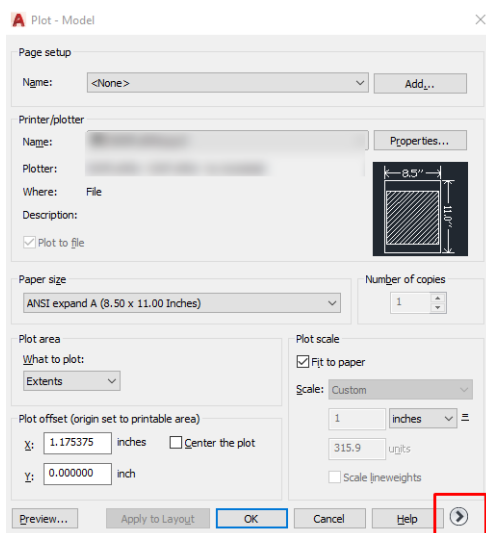 Plot - Model
Page setup
Name: <None> Add...
Printer/plotter
Name: Properties...
Plotter:
Where: File
Description:
Plot to file
8.5"
11.0"
Paper size
ANSI expand A (8.50 x 11.00 Inches)
Number of copies
1
Plot area
What to plot:
Extents
Plot scale
Fit to paper
Scale: Custom
1 inches =
315.9 units
Scale lineweights
Plot offset (origin set to printable area)
X: 1.175375 inches Center the plot
Y: 0.000000 inch
Preview... Apply to Layout OK Cancel Help